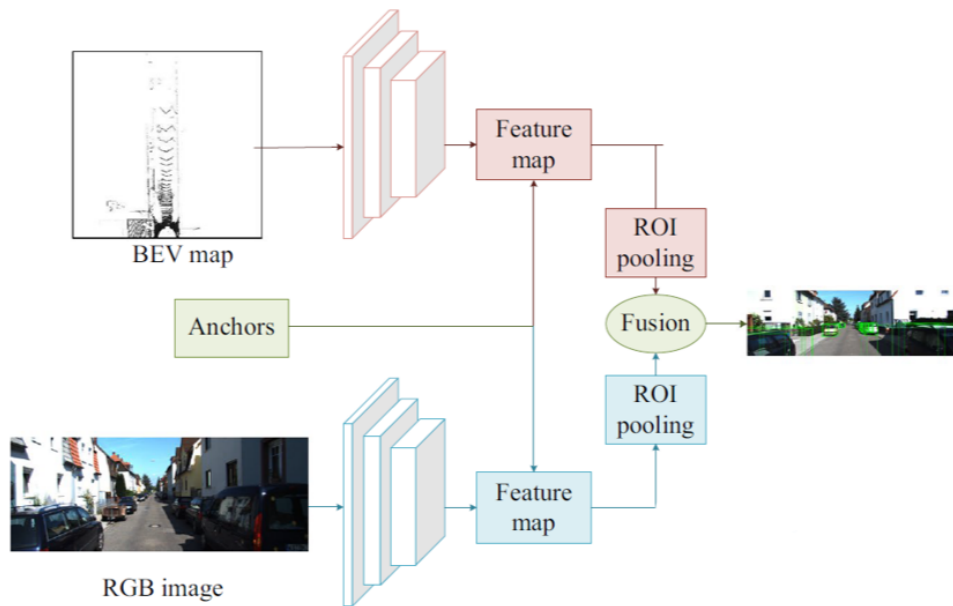 Feature
map
BEV map
ROI
pooling
Anchors
Fusion
ROI
pooling
Feature
map
RGB image